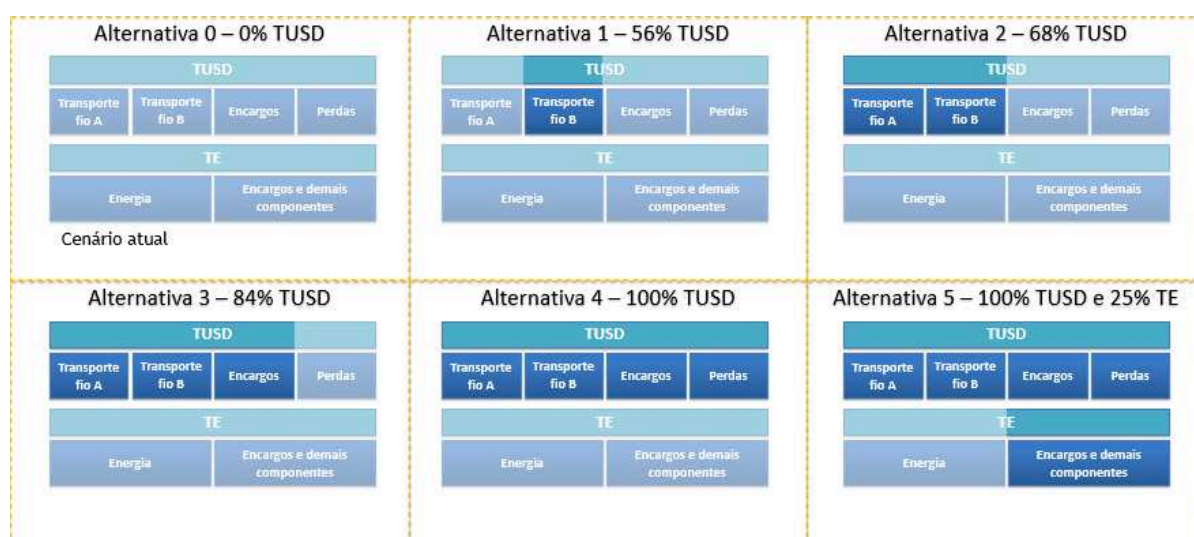 Alternativa 0 – 0% TUSD
TUSD
Transporte
fio A
Transporte
fio B
Encargos
Perdas
TE
Energia
Encargos e demais
componentes
Cenário atual
Alternativa 1 – 56% TUSD
TUSD
Transporte
fio A
Transporte
fio B
Encargos
Perdas
TE
Energia
Encargos e demais
componentes
Alternativa 2 – 68% TUSD
TUSD
Transporte
fio A
Transporte
fio B
Encargos
Perdas
TE
Energia
Encargos e demais
componentes
Alternativa 3 – 84% TUSD
TUSD
Transporte
fio A
Transporte
fio B
Encargos
Perdas
TE
Energia
Encargos e demais
componentes
Alternativa 4 – 100% TUSD
TUSD
Transporte
fio A
Transporte
fio B
Encargos
Perdas
TE
Energia
Encargos e demais
componentes
Alternativa 5 – 100% TUSD e 25% TE
TUSD
Transporte
fio A
Transporte
fio B
Encargos
Perdas
TE
Energia
Encargos e demais
componentes